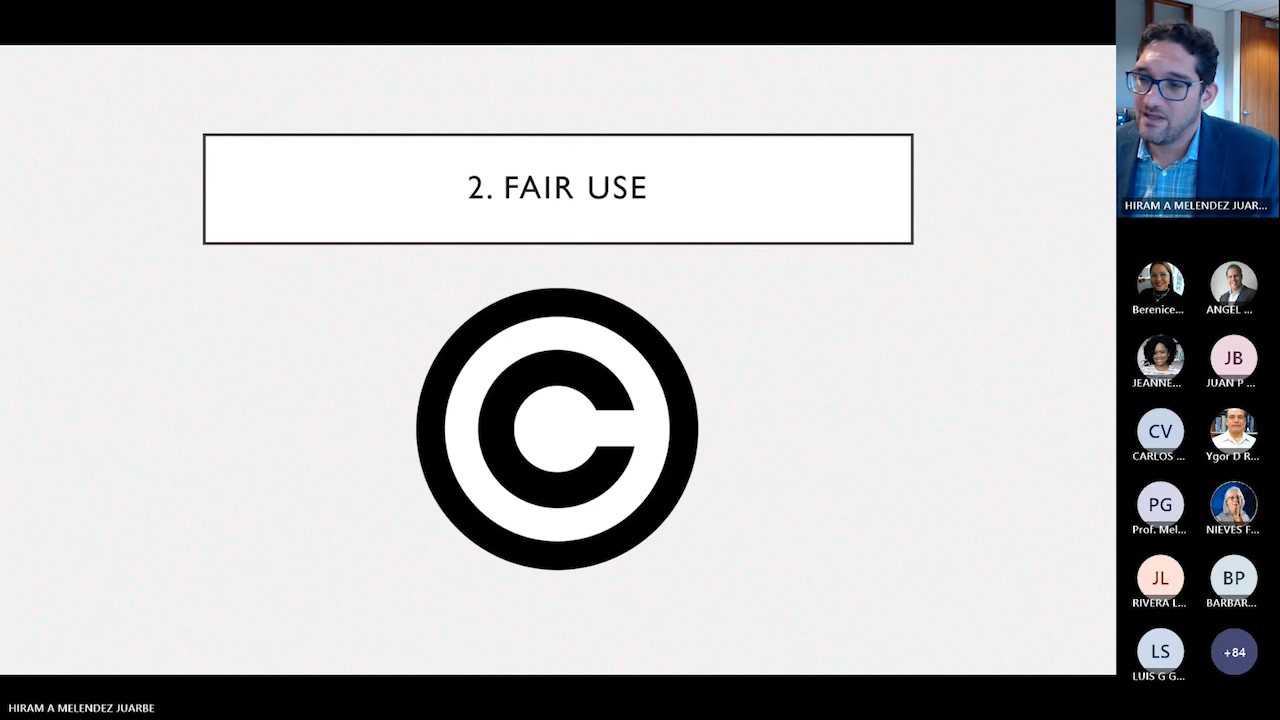 2. FAIR USE
C
HIRAM A MELENDEZ JUAR...
Berenice...
ANGEL ...
JEANNE...
JB
JUAN P ...
CV
CARLOS ...
Ygor D R...
PG
Prof. Mel...
NIEVES F...
JL
RIVERA L...
BP
BARBAR...
LS
LUIS G G...
+84
HIRAM A MELENDEZ JUARBE